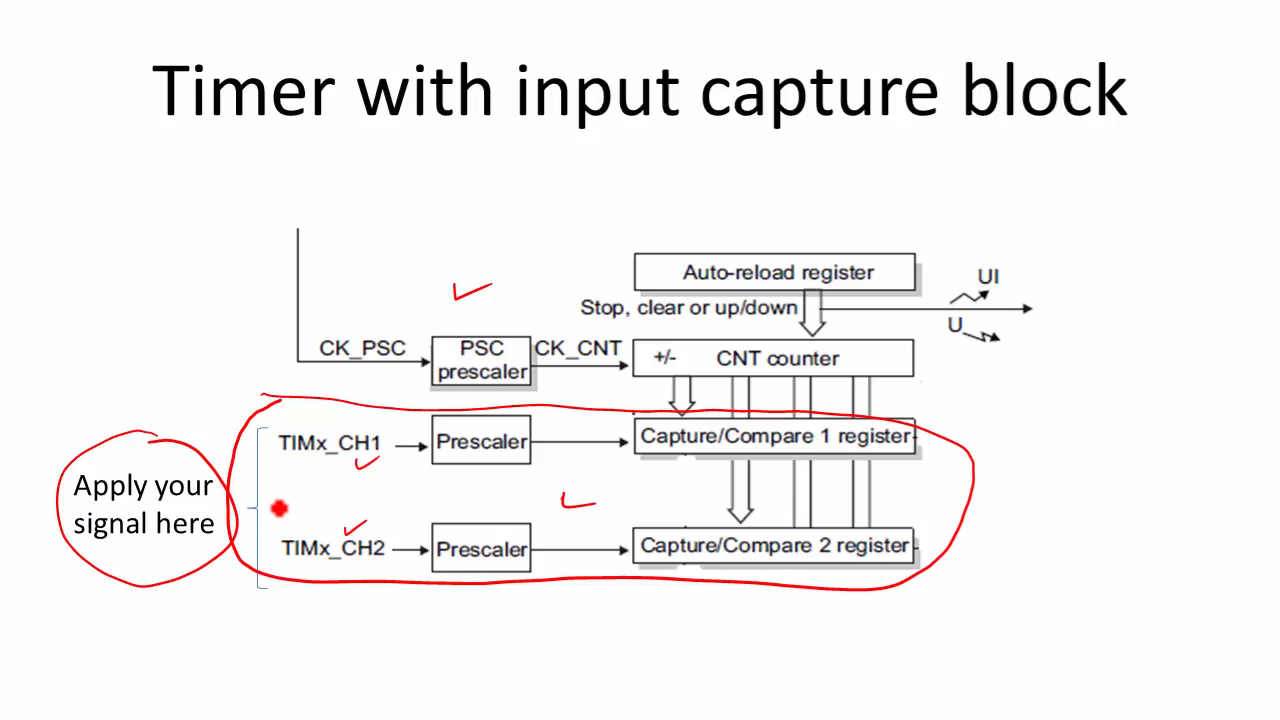 Timer with input capture block
Auto-reload register
UI
Stop, clear or up/down
U
CK_PSC
PSC
prescaler
CK_CNT
+/-
CNT counter
TIMx_CH1
Prescaler
Capture/Compare 1 register
Apply your
signal here
TIMx_CH2
Prescaler
Capture/Compare 2 register